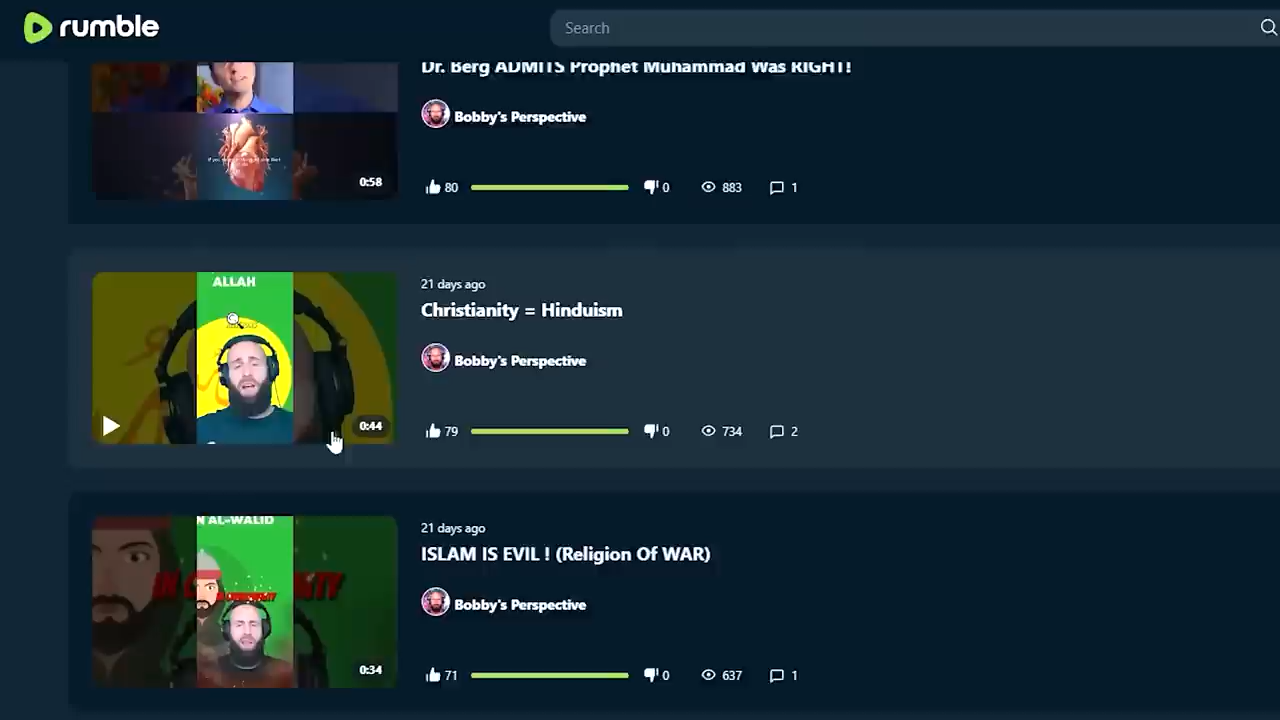 rumble
Search
Dr. Berg ADMITS Prophet Muhammad Was RIGHT!
Bobby's Perspective
0:58
80
0
883
1
ALLAH
21 days ago
Christianity = Hinduism
Bobby's Perspective
0:44
79
0
734
2
N AL-WALID
21 days ago
ISLAM IS EVIL ! (Religion Of WAR)
Bobby's Perspective
0:34
71
0
637
1